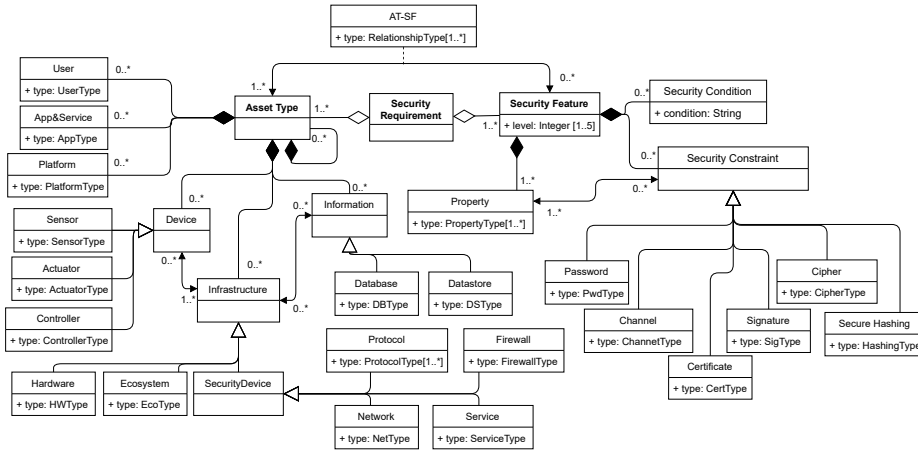 AT-SF
+ type: RelationshipType[1..*]
User
0..*
+ type: UserType
1..*
0..*
Asset Type
1..*
Security
Requirement
1..*
Security Feature
+ level: Integer [1..5]
0..*
Security Condition
+ condition: String
App&Service
0..*
+ type: AppType
0..*
Platform
0..*
+ type: PlatformType
0..*
Security Constraint
0..*
1..*
Property
+ type: PropertyType[1..*]
1..*
0..*
Device
0..*
Information
0..*
0..*
Sensor
+ type: SensorType
Actuator
+ type: ActuatorType
Controller
+ type: ControllerType
0..*
1..*
Infrastructure
0..*
0..*
Database
+ type: DBType
Datastore
+ type: DSType
Password
+ type: PwdType
Cipher
+ type: CipherType
Channel
+ type: ChannetType
Signature
+ type: SigType
Secure Hashing
+ type: HashingType
Certificate
+ type: CertType
Hardware
+ type: HWType
Ecosystem
+ type: EcoType
SecurityDevice
Protocol
+ type: ProtocolType[1..*]
Firewall
+ type: FirewallType
Network
+ type: NetType
Service
+ type: ServiceType